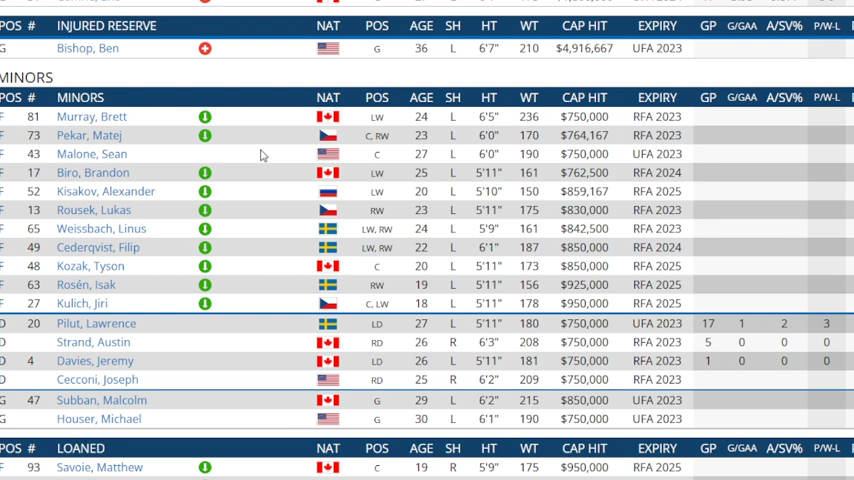 POS # INJURED RESERVE NAT POS AGE SH HT WT CAP HIT EXPIRY GP G/GAA A/SV% P/W-L
G Bishop, Ben G 36 L 6'7" 210 $4,916,667 UFA 2023
MINORS
POS # MINORS NAT POS AGE SH HT WT CAP HIT EXPIRY GP G/GAA A/SV% P/W-L
F 81 Murray, Brett LW 24 L 6'5" 236 $750,000 RFA 2023
F 73 Pekar, Matej C, RW 23 L 6'0" 170 $764,167 RFA 2023
F 43 Malone, Sean C 27 L 6'0" 190 $750,000 UFA 2023
F 17 Biro, Brandon LW 25 L 5'11" 161 $762,500 RFA 2024
F 52 Kisakov, Alexander LW 20 L 5'10" 150 $859,167 RFA 2025
F 13 Rousek, Lukas RW 23 L 5'11" 175 $830,000 RFA 2023
F 65 Weissbach, Linus LW, RW 24 L 5'9" 161 $842,500 RFA 2023
F 49 Cederqvist, Filip LW, RW 22 L 6'1" 187 $850,000 RFA 2024
F 48 Kozak, Tyson C 20 L 5'11" 173 $850,000 RFA 2025
F 63 Rosén, Isak RW 19 L 5'11" 156 $925,000 RFA 2025
F 27 Kulich, Jiri C, LW 18 L 5'11" 178 $950,000 RFA 2025
D 20 Pilut, Lawrence LD 27 L 5'11" 180 $750,000 UFA 2023 17 1 2 3
D Strand, Austin RD 26 R 6'3" 208 $750,000 RFA 2023 5 0 0 0
D 4 Davies, Jeremy LD 26 L 5'11" 181 $750,000 RFA 2023 1 0 0 0
D Cecconi, Joseph RD 25 R 6'2" 209 $750,000 RFA 2023
G 47 Subban, Malcolm G 29 L 6'2" 215 $850,000 UFA 2023
G Houser, Michael G 30 L 6'1" 190 $750,000 UFA 2023
POS # LOANED NAT POS AGE SH HT WT CAP HIT EXPIRY GP G/GAA A/SV% P/W-L
F 93 Savoie, Matthew C 19 R 5'9" 175 $950,000 RFA 2025